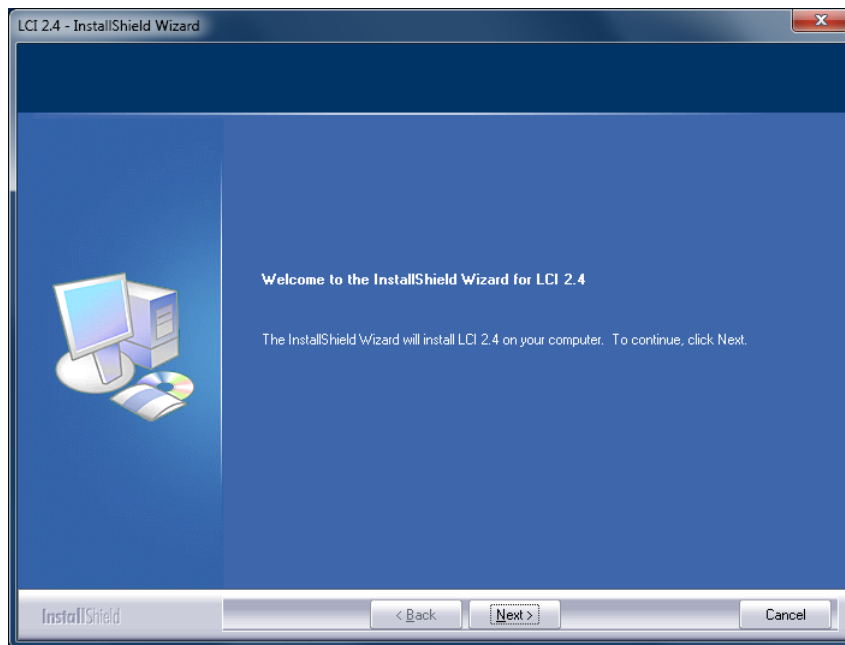 LCI 2.4 - InstallShield Wizard
Welcome to the InstallShield Wizard for LCI 2.4
The InstallShield Wizard will install LCI 2.4 on your computer.  To continue, click Next.
InstallShield
< Back
Next >
Cancel